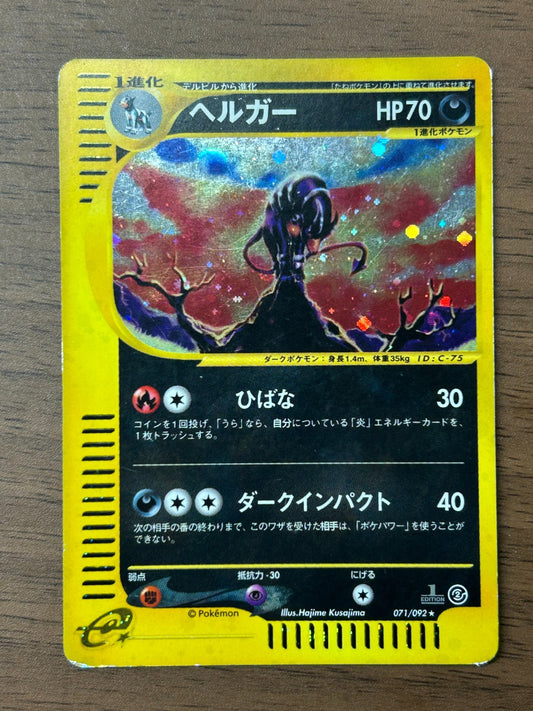 1進化
デルビルから進化 「たねポケモン」の上に重ねて進化させます。
ヘルガー HP70
1進化ポケモン
ダークポケモン：身長1.4m、体重35kg ID:C-75
ひばな 30
コインを1回投げ、「うら」なら、自分についている「炎」エネルギーカードを、
1枚トラッシュする。
ダークインパクト 40
次の相手の番の終わりまで、このワザを受けた相手は、「ポケパワー」を使うことが
できない。
弱点 抵抗力-30 にげる
1 EDITION
©Pokémon Illus.Hajime Kusajima 071/092★
e